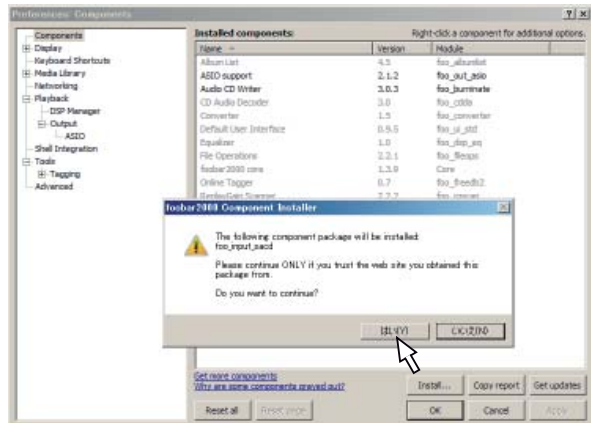 Preferences: Components
Components
Display
Keyboard Shortcuts
Media Library
Networking
Playback
DSP Manager
Output
ASIO
Shell Integration
Tools
Tagging
Advanced
Installed components:
Right-click a component for additional options.
Name Version Module
Album List 4.5 foo_albumlist
ASIO support 2.1.2 foo_out_asio
Audio CD Writer 3.0.3 foo_burninate
CD Audio Decoder 3.0 foo_cdda
Converter 1.5 foo_converter
Default User Interface 0.9.5 foo_ui_std
Equalizer 1.0 foo_dsp_eq
File Operations 2.2.1 foo_fileops
foobar2000 core Core
Online Tagger 0.7 foo_freedb2
ReplayGain Scanner
foobar2000 Component Installer
The following component package will be installed:
foo_input_sacd
Please continue ONLY if you trust the web site you obtained this
package from.
Do you want to continue?
はい(Y)
いいえ(N)
Get more components
Why are some components greyed out?
Install...
Copy report
Get updates
Reset all
Reset page
OK
Cancel
Apply